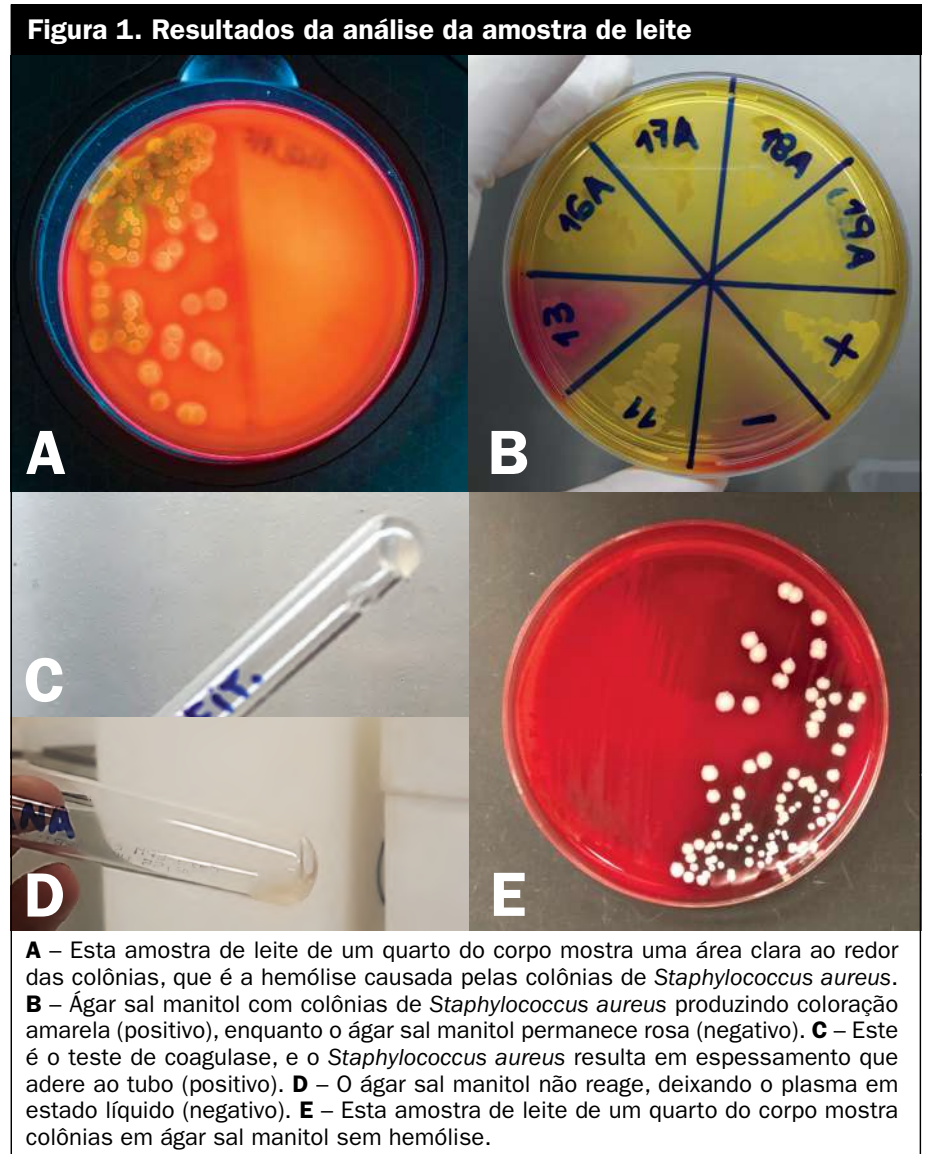 Figura 1. Resultados da análise da amostra de leite
A
B
17A
18A
16A
19A
13
+
11
-
C
FIT.
D
NA
E
A – Esta amostra de leite de um quarto do corpo mostra uma área clara ao redor
das colônias, que é a hemólise causada pelas colônias de Staphylococcus aureus.
B – Ágar sal manitol com colônias de Staphylococcus aureus produzindo coloração
amarela (positivo), enquanto o ágar sal manitol permanece rosa (negativo). C – Este
é o teste de coagulase, e o Staphylococcus aureus resulta em espessamento que
adere ao tubo (positivo). D – O ágar sal manitol não reage, deixando o plasma em
estado líquido (negativo). E – Esta amostra de leite de um quarto do corpo mostra
colônias em ágar sal manitol sem hemólise.